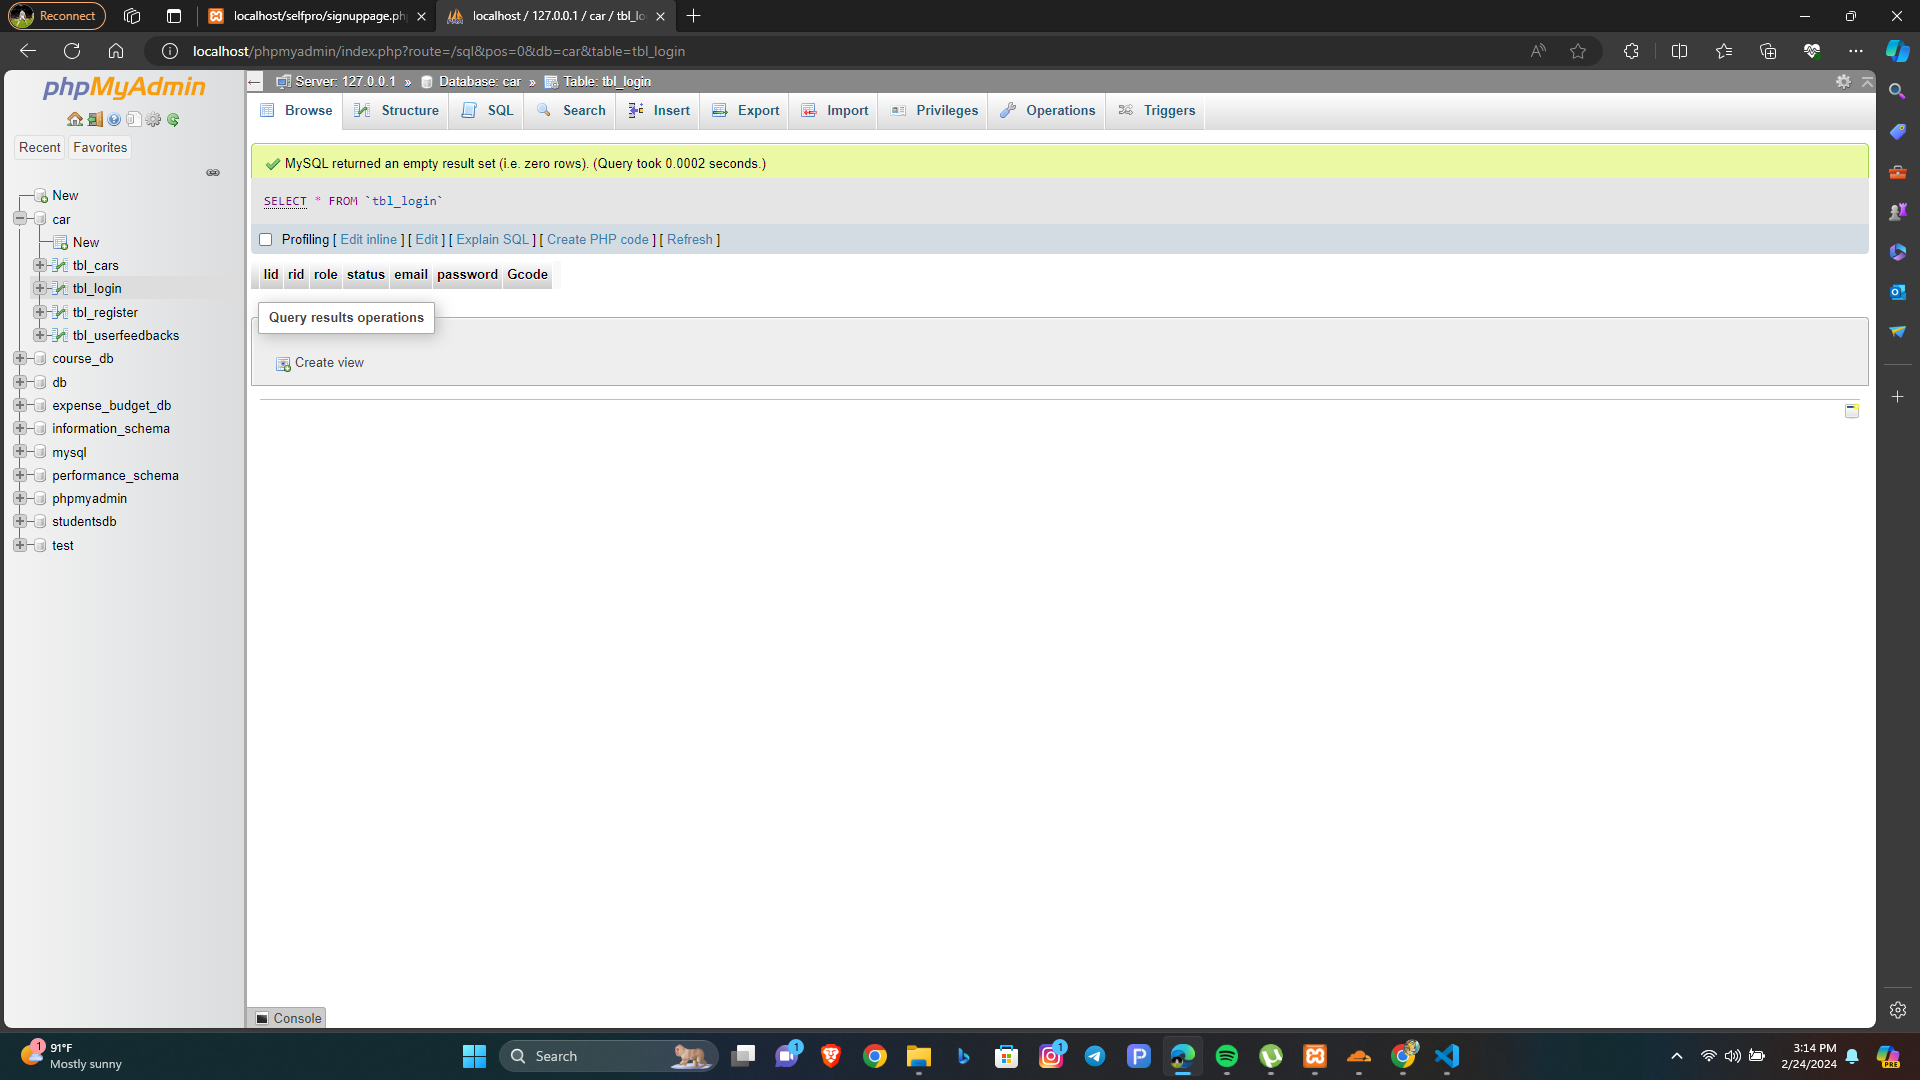 Reconnect
localhost/selfpro/signuppage.ph
localhost / 127.0.0.1 / car / tbl_lo
localhost/phpmyadmin/index.php?route=/sql&pos=0&db=car&table=tbl_login
phpMyAdmin
Recent Favorites
New
car
New
tbl_cars
tbl_login
tbl_register
tbl_userfeedbacks
course_db
db
expense_budget_db
information_schema
mysql
performance_schema
phpmyadmin
studentsdb
test
Server: 127.0.0.1 » Database: car » Table: tbl_login
Browse Structure SQL Search Insert Export Import Privileges Operations Triggers
MySQL returned an empty result set (i.e. zero rows). (Query took 0.0002 seconds.)
SELECT * FROM `tbl_login`
Profiling [ Edit inline ] [ Edit ] [ Explain SQL ] [ Create PHP code ] [ Refresh ]
lid rid role status email password Gcode
Query results operations
Create view
Console
1
91°F
Mostly sunny
Search
1
1
3:14 PM
2/24/2024
PRE